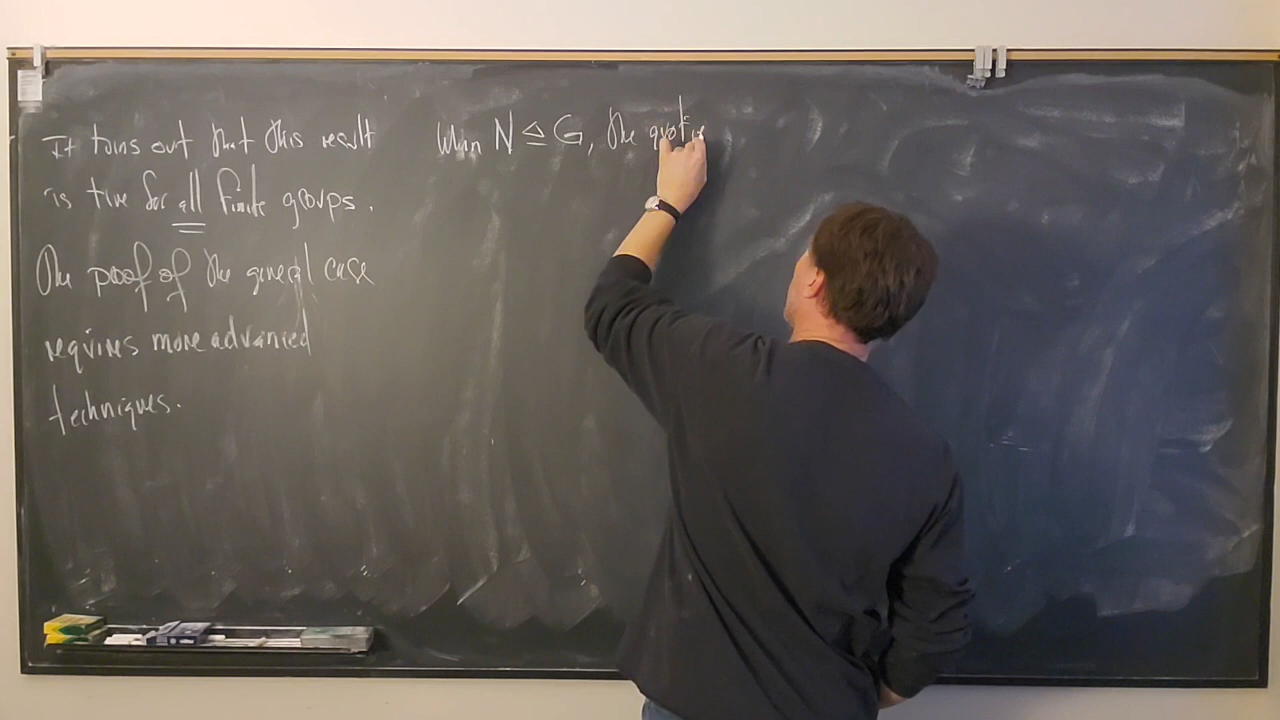 It turns out that this result
is true for all finite groups.
The proof of the general case
requires more advanced
techniques.
When N ⊴ G, the quotie